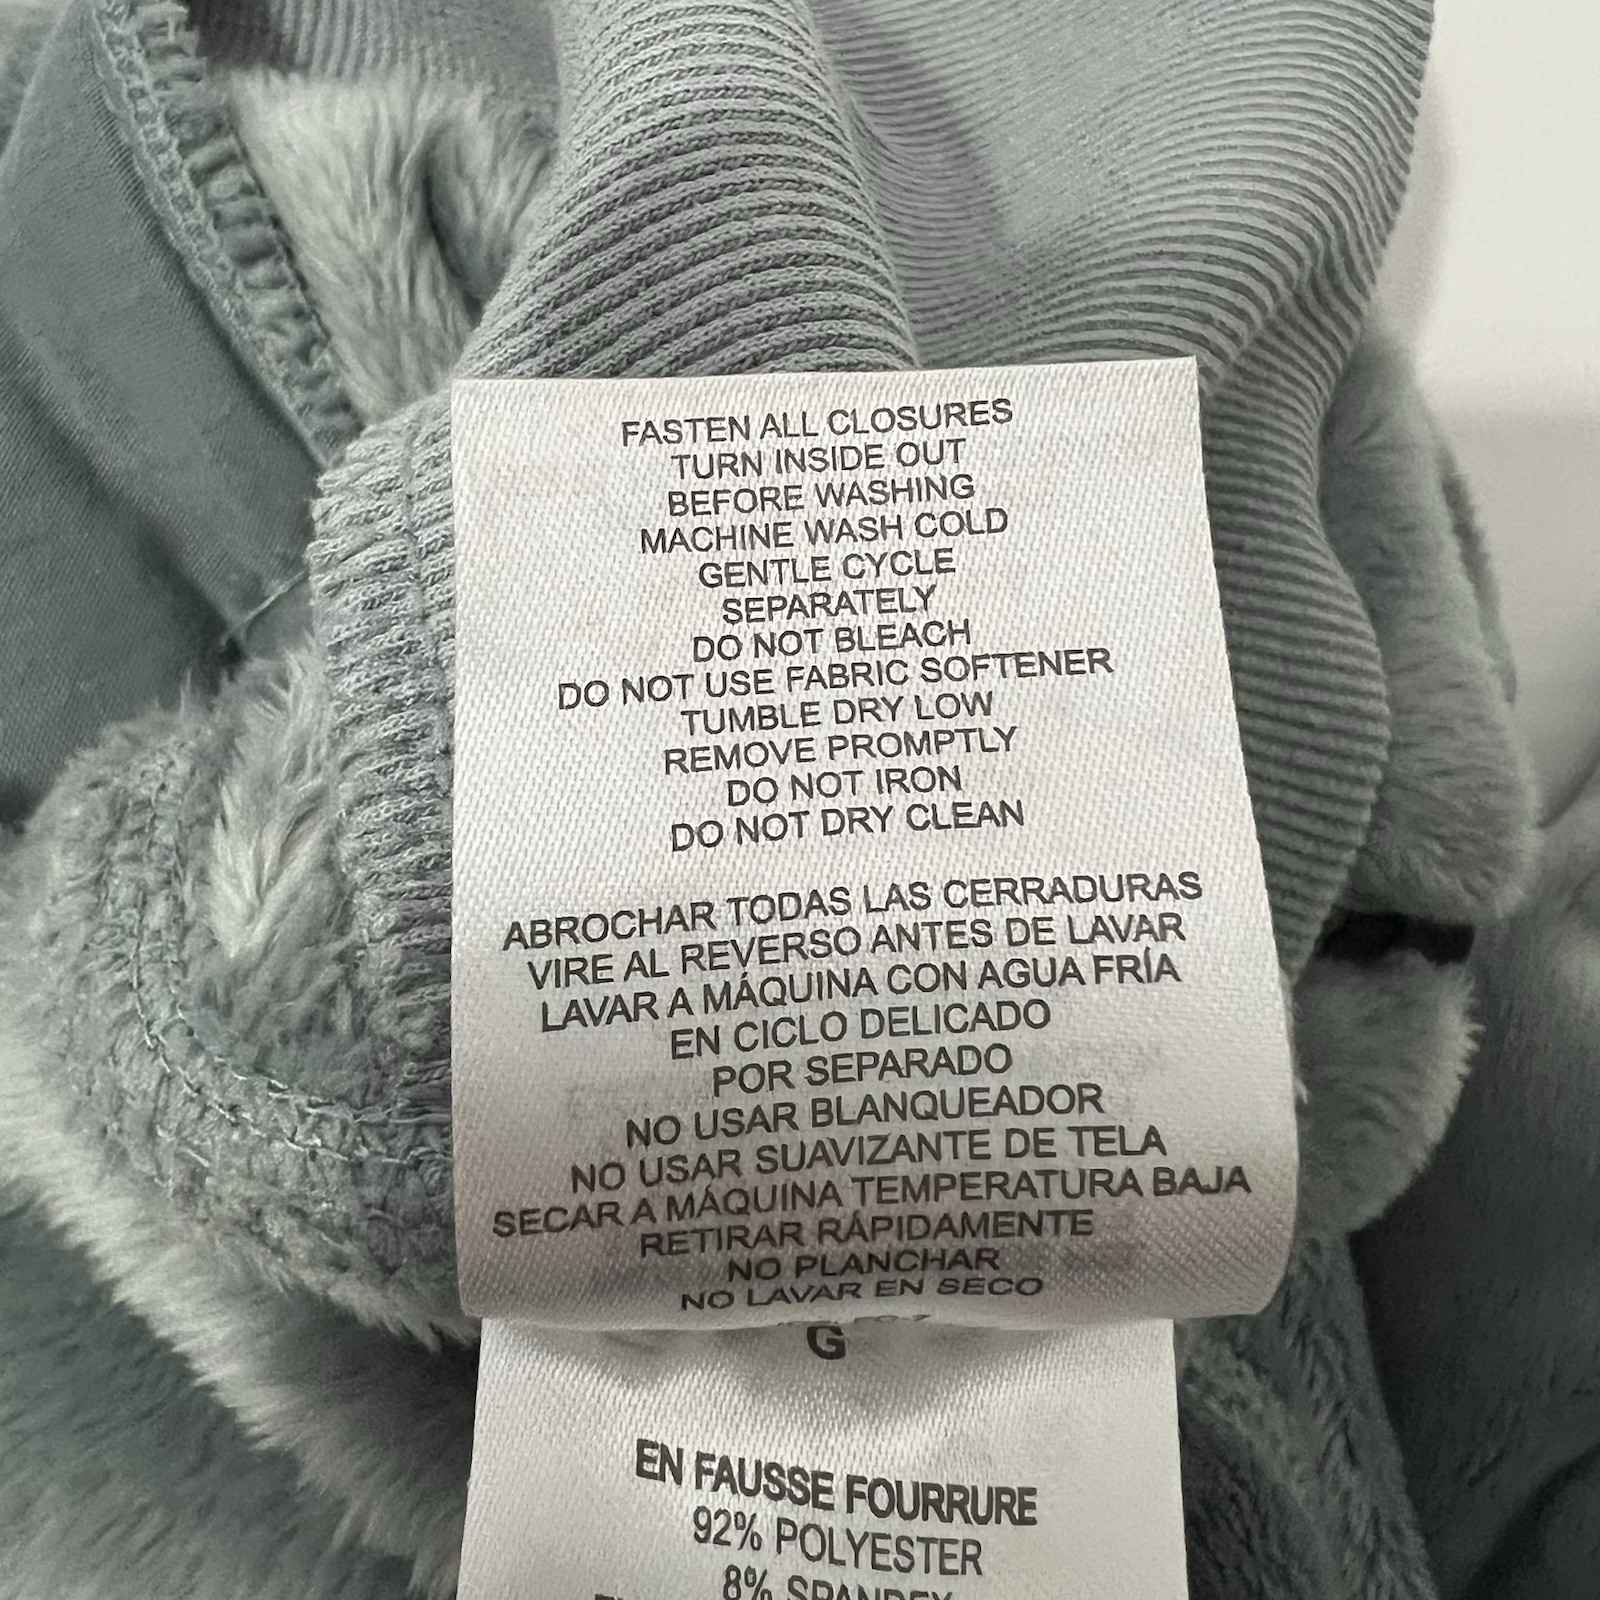 FASTEN ALL CLOSURES
TURN INSIDE OUT
BEFORE WASHING
MACHINE WASH COLD
GENTLE CYCLE
SEPARATELY
DO NOT BLEACH
DO NOT USE FABRIC SOFTENER
TUMBLE DRY LOW
REMOVE PROMPTLY
DO NOT IRON
DO NOT DRY CLEAN
ABROCHAR TODAS LAS CERRADURAS
VIRE AL REVERSO ANTES DE LAVAR
LAVAR A MÁQUINA CON AGUA FRÍA
EN CICLO DELICADO
POR SEPARADO
NO USAR BLANQUEADOR
NO USAR SUAVIZANTE DE TELA
SECAR A MÁQUINA TEMPERATURA BAJA
RETIRAR RÁPIDAMENTE
NO PLANCHAR
NO LAVAR EN SECO
G
EN FAUSSE FOURRURE
92% POLYESTER
8% SPANDEX